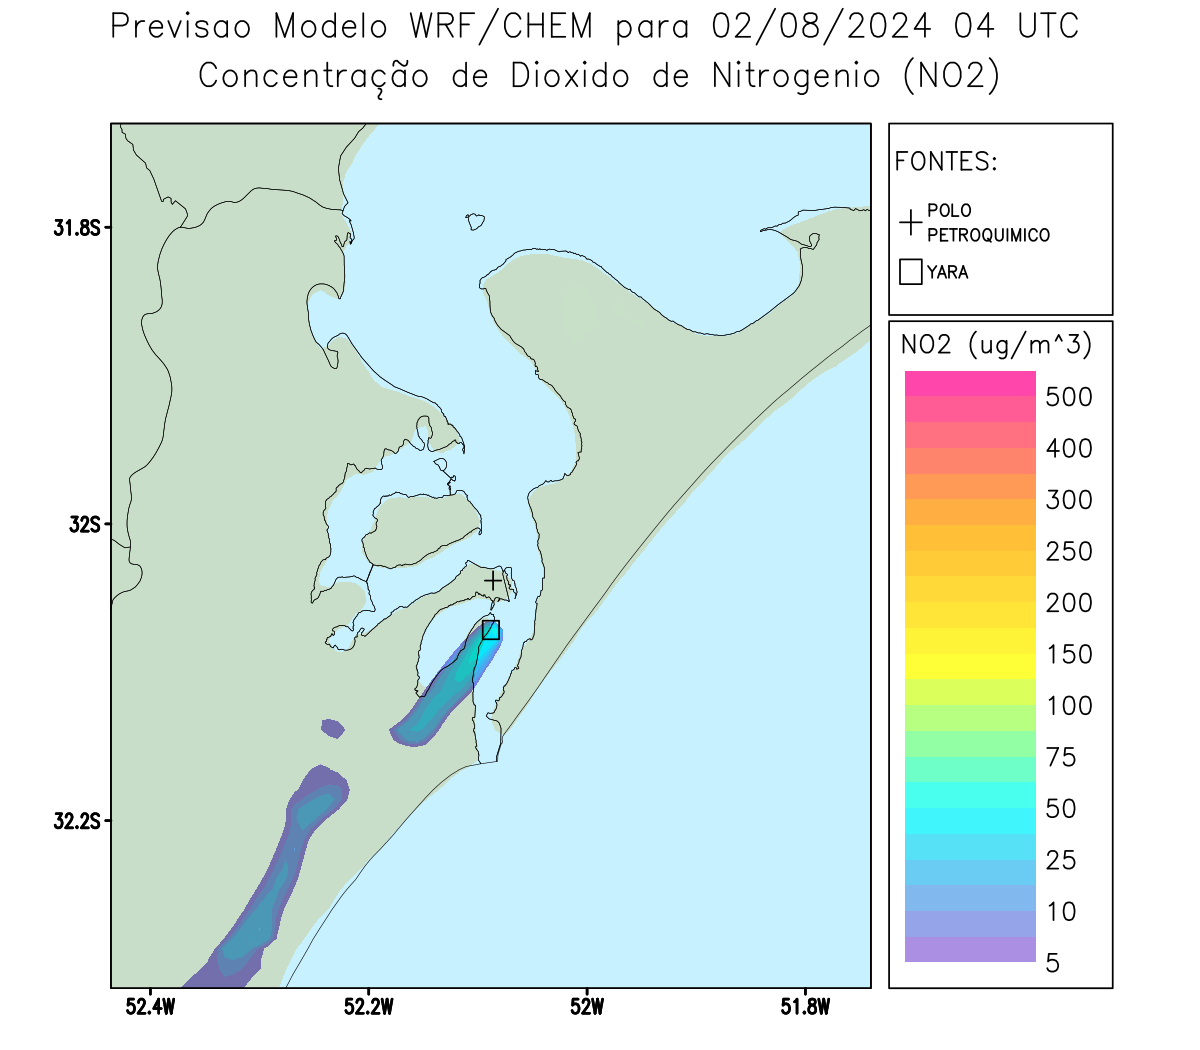 Previsao Modelo WRF/CHEM para 02/08/2024 04 UTC
Concentração de Dioxido de Nitrogenio (NO2)
FONTES:
POLO
PETROQUIMICO
YARA
NO2 (ug/m^3)
500
400
300
250
200
150
100
75
50
25
10
5
31.8S
32S
32.2S
52.4W
52.2W
52W
51.8W